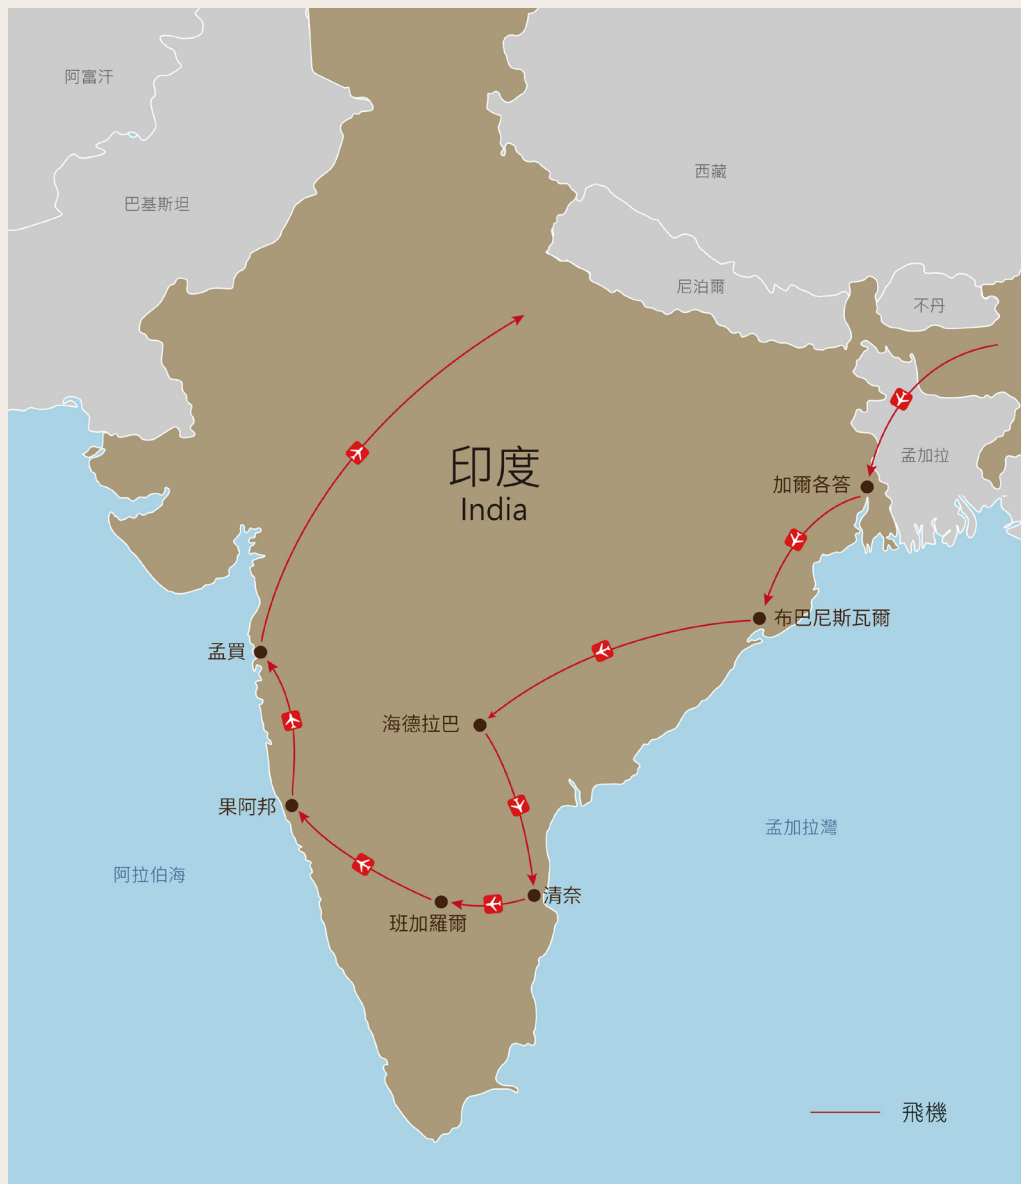 阿富汗
西藏
巴基斯坦
尼泊爾
不丹
印度
India
孟加拉
加爾各答
布巴尼斯瓦爾
孟買
海德拉巴
果阿邦
孟加拉灣
阿拉伯海
清奈
班加羅爾
飛機